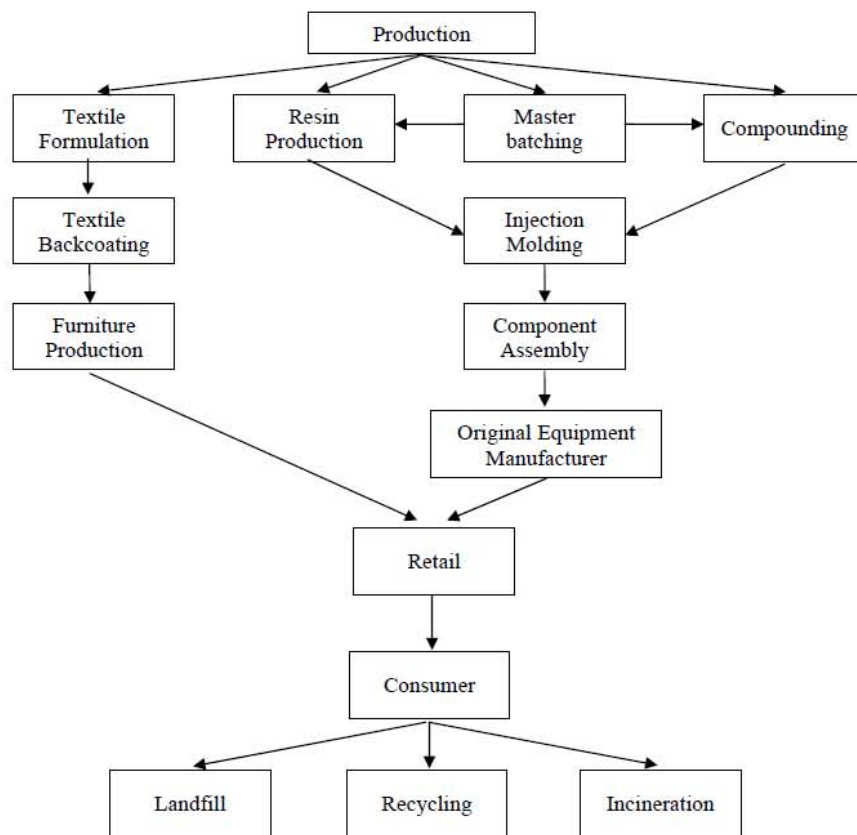 Production
Textile
Formulation
Resin
Production
Master
batching
Compounding
Textile
Backcoating
Injection
Molding
Furniture
Production
Component
Assembly
Original Equipment
Manufacturer
Retail
Consumer
Landfill
Recycling
Incineration